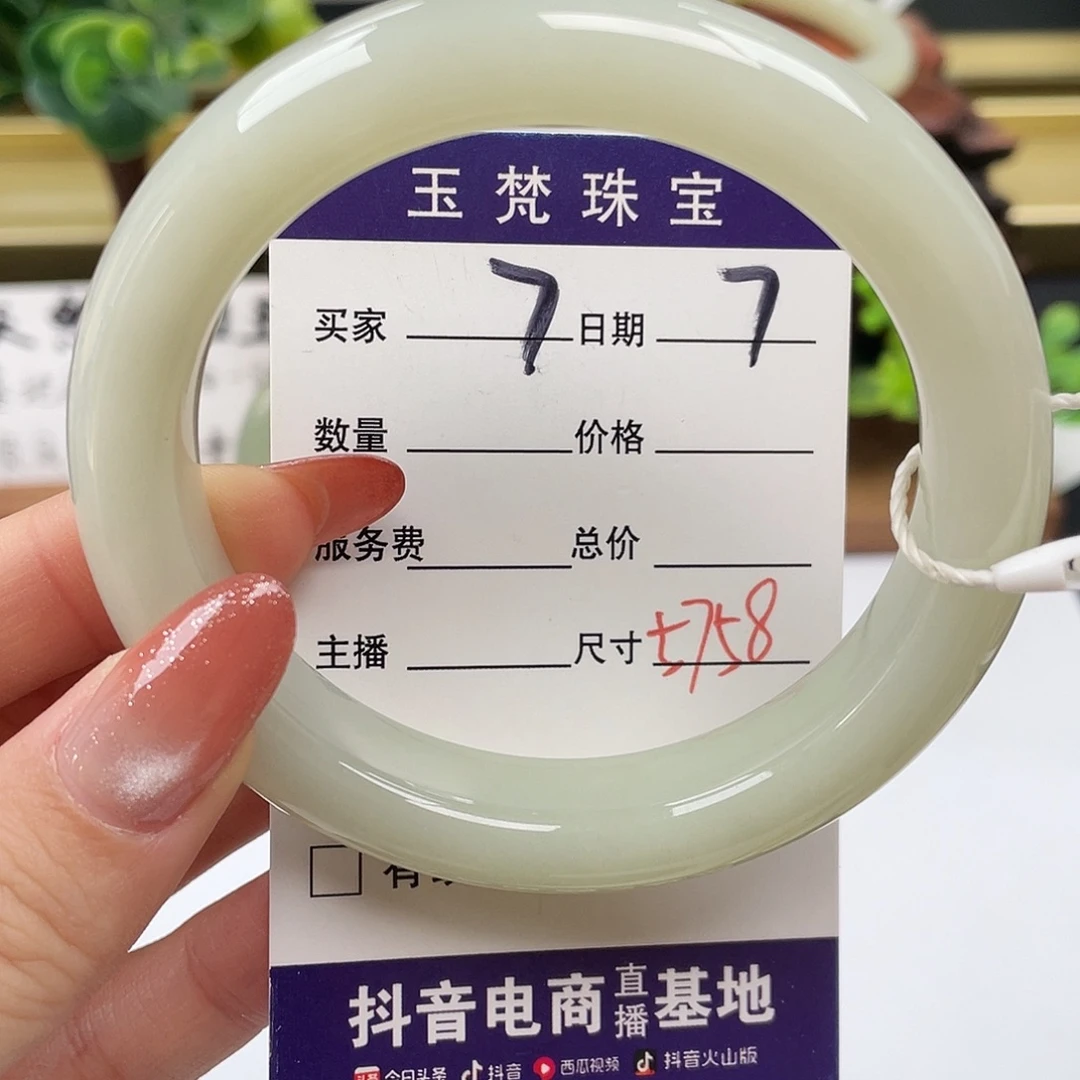 玉梵珠宝
买家 7 日期 7
数量 价格
服务费 总价
主播 尺寸 5758
有
抖音电商直播基地
今日头条 抖音 西瓜视频 抖音火山版